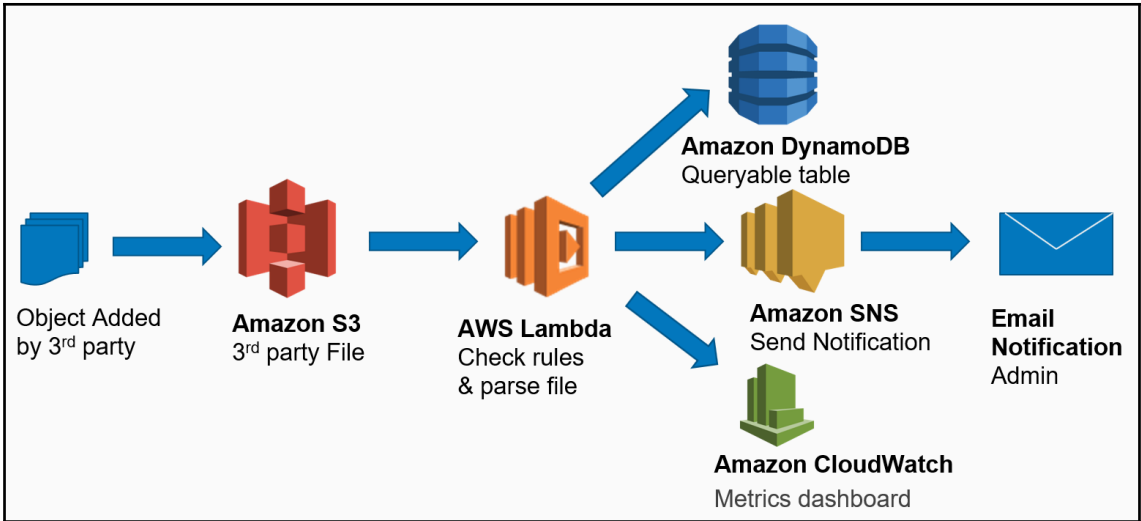 Object Added
by 3rd party
Amazon S3
3rd party File
AWS Lambda
Check rules
& parse file
Amazon DynamoDB
Queryable table
Amazon SNS
Send Notification
Amazon CloudWatch
Metrics dashboard
Email
Notification
Admin